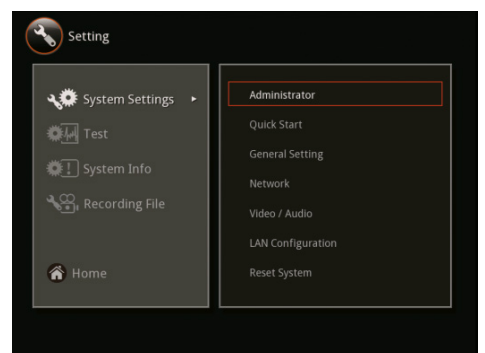 Setting
System Settings
Test
System Info
Recording File
Home
Administrator
Quick Start
General Setting
Network
Video / Audio
LAN Configuration
Reset System